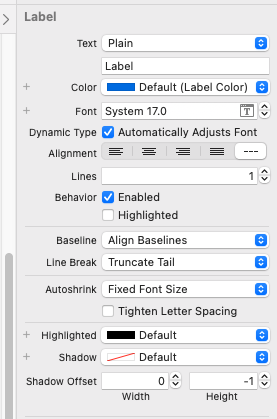 Label
Text Plain
Label
Color Default (Label Color)
Font System 17.0 T
Dynamic Type Automatically Adjusts Font
Alignment ---
Lines 1
Behavior Enabled
Highlighted
Baseline Align Baselines
Line Break Truncate Tail
Autoshrink Fixed Font Size
Tighten Letter Spacing
Highlighted Default
Shadow Default
Shadow Offset 0 -1
Width Height